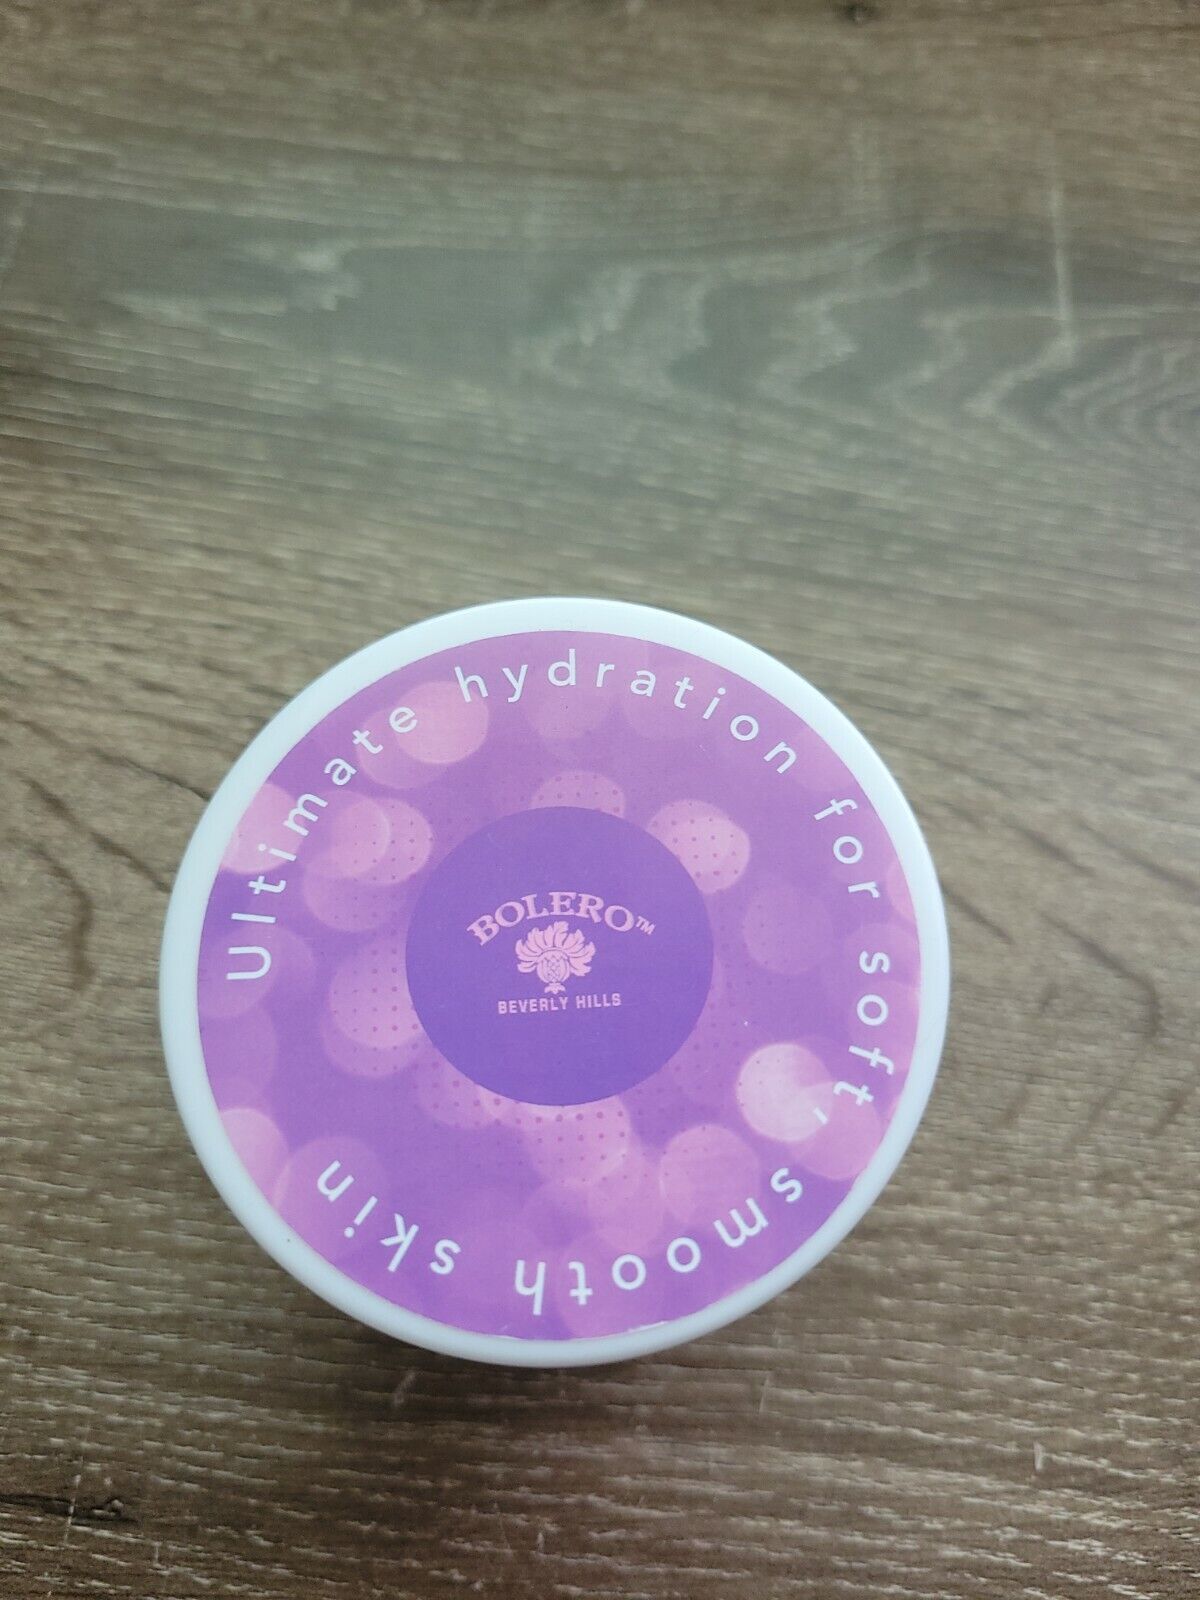 Ultimate hydration for soft, smooth skin
BOLERO™
BEVERLY HILLS